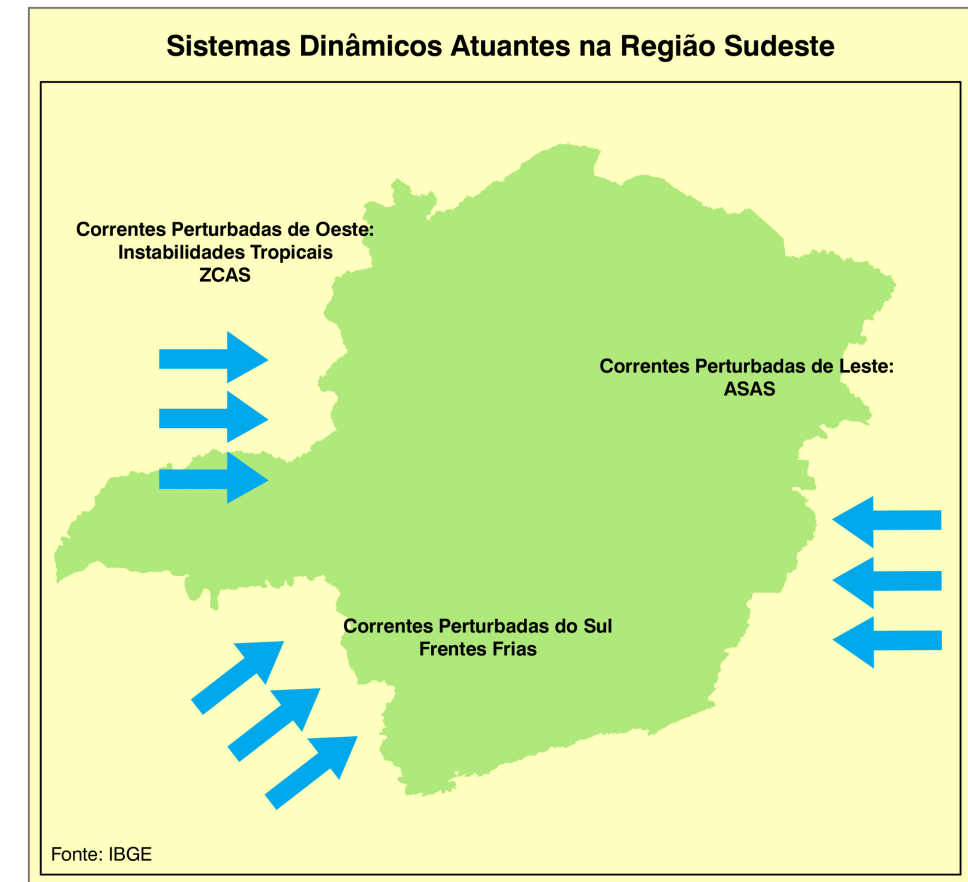 Sistemas Dinâmicos Atuantes na Região Sudeste
Correntes Perturbadas de Oeste:
Instabilidades Tropicais
ZCAS
Correntes Perturbadas de Leste:
ASAS
Correntes Perturbadas do Sul
Frentes Frias
Fonte: IBGE